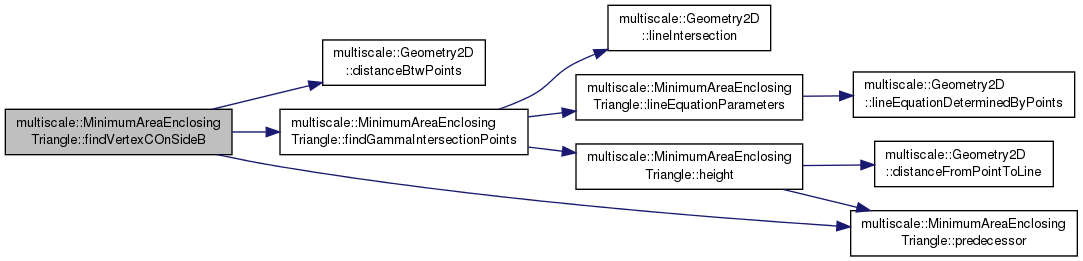 multiscale::MinimumAreaEnclosing
Triangle::findVertexCOnSideB
multiscale::Geometry2D
::distanceBtwPoints
multiscale::MinimumAreaEnclosing
Triangle::findGammaIntersectionPoints
multiscale::Geometry2D
::lineIntersection
multiscale::MinimumAreaEnclosing
Triangle::lineEquationParameters
multiscale::MinimumAreaEnclosing
Triangle::height
multiscale::Geometry2D
::lineEquationDeterminedByPoints
multiscale::Geometry2D
::distanceFromPointToLine
multiscale::MinimumAreaEnclosing
Triangle::predecessor